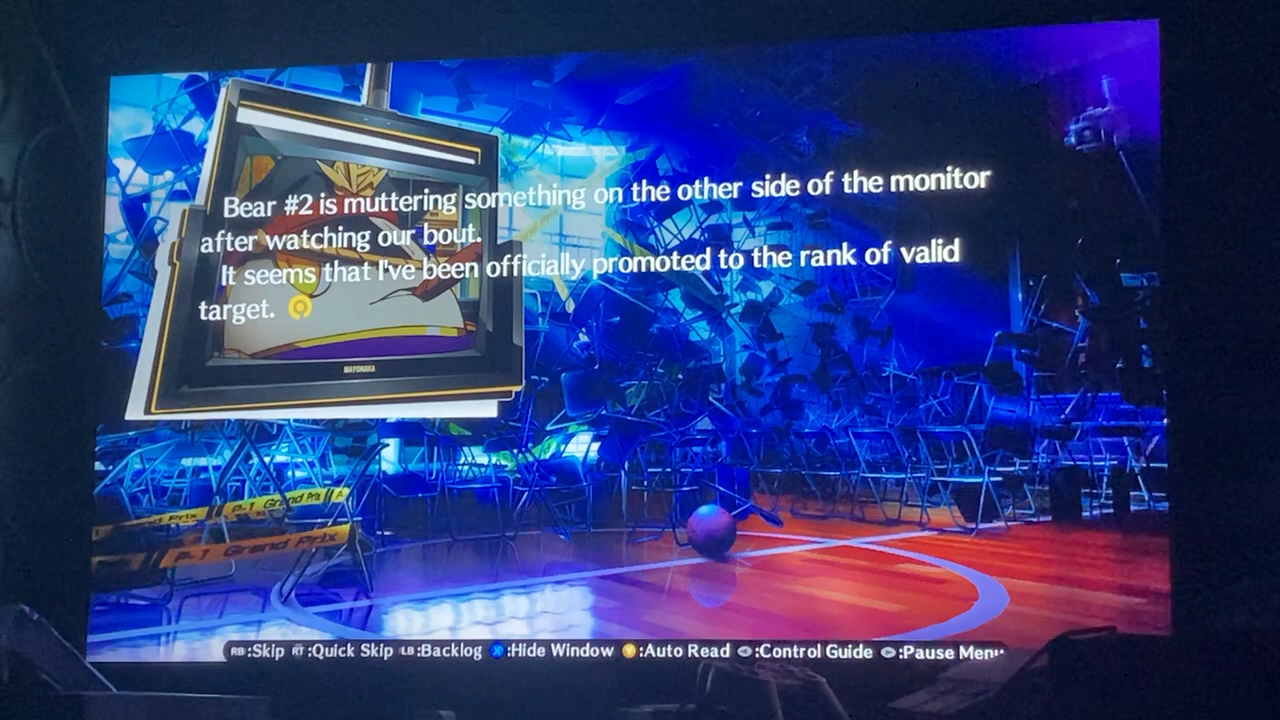 Bear #2 is muttering something on the other side of the monitor
after watching our bout.
It seems that I've been officially promoted to the rank of valid
target.
MAYONAKA
P-1 Grand Prix
P-1 Grand Prix
RB:Skip RT:Quick Skip LB:Backlog X:Hide Window Y:Auto Read :Control Guide :Pause Menu